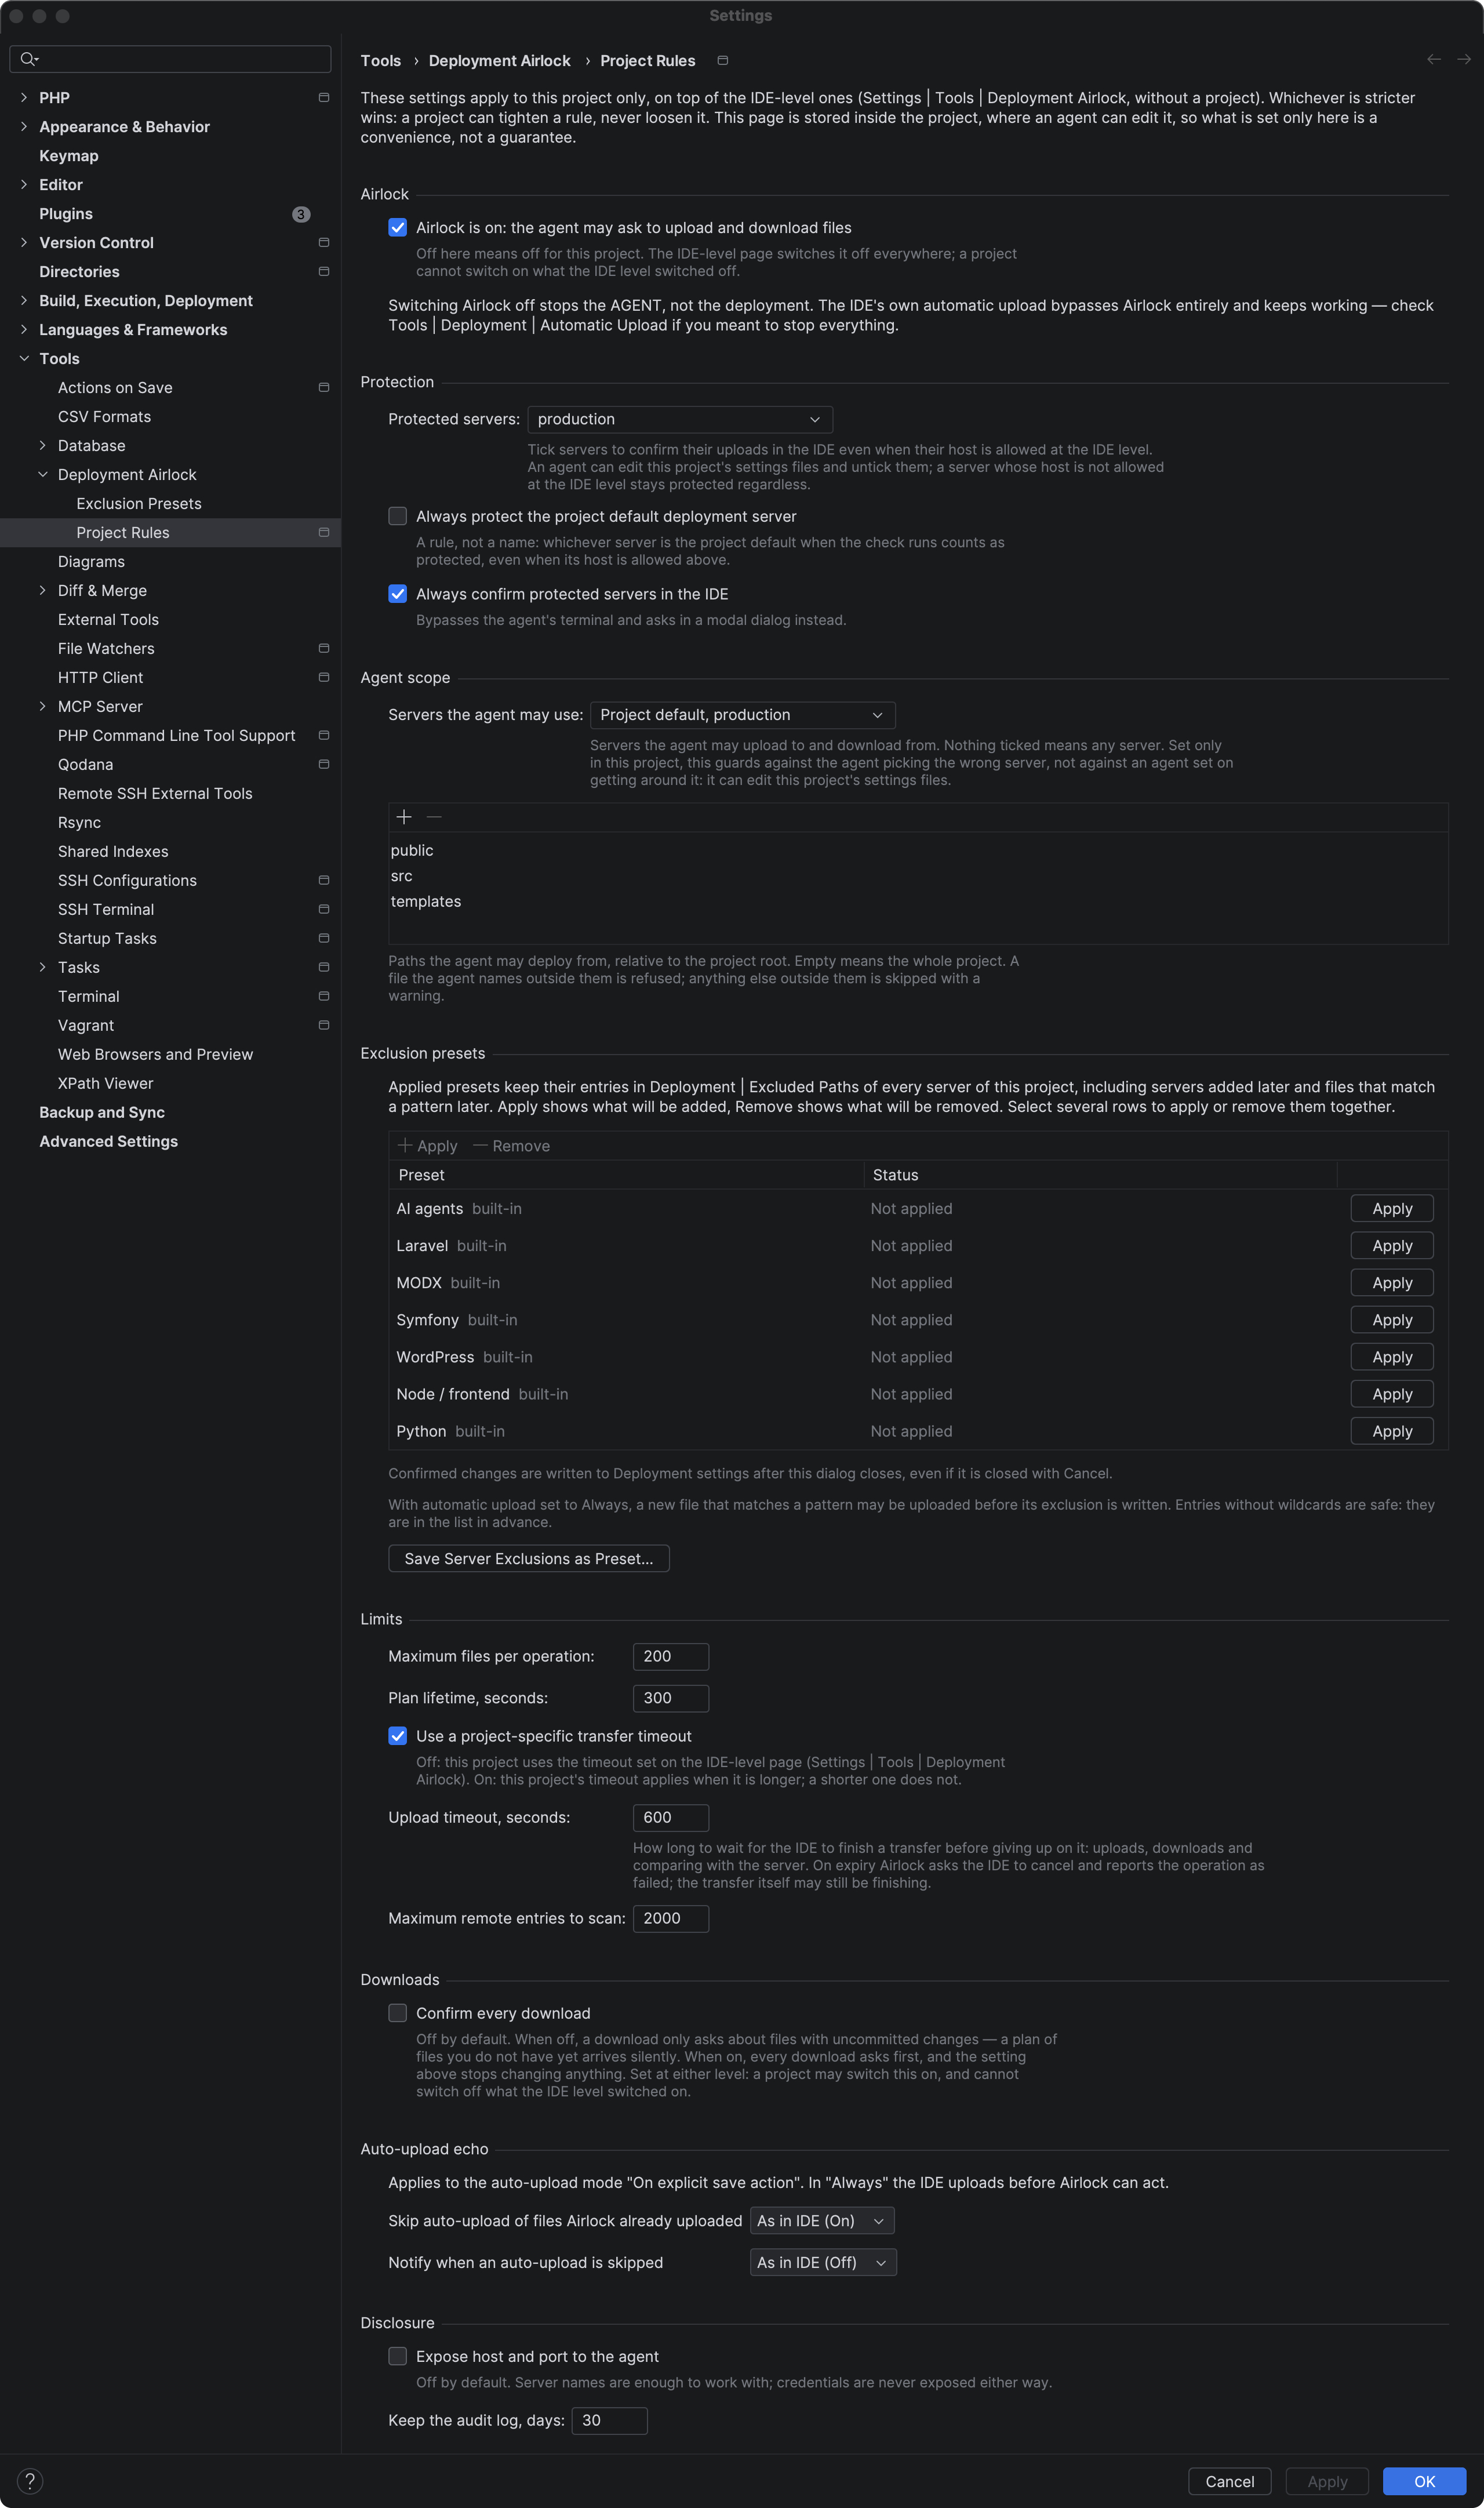 Settings
PHP
Appearance & Behavior
Keymap
Editor
Plugins 3
Version Control
Directories
Build, Execution, Deployment
Languages & Frameworks
Tools
Actions on Save
CSV Formats
Database
Deployment Airlock
Exclusion Presets
Project Rules
Diagrams
Diff & Merge
External Tools
File Watchers
HTTP Client
MCP Server
PHP Command Line Tool Support
Qodana
Remote SSH External Tools
Rsync
Shared Indexes
SSH Configurations
SSH Terminal
Startup Tasks
Tasks
Terminal
Vagrant
Web Browsers and Preview
XPath Viewer
Backup and Sync
Advanced Settings
Tools › Deployment Airlock › Project Rules
These settings apply to this project only, on top of the IDE-level ones (Settings | Tools | Deployment Airlock, without a project). Whichever is stricter
wins: a project can tighten a rule, never loosen it. This page is stored inside the project, where an agent can edit it, so what is set only here is a
convenience, not a guarantee.
Airlock
Airlock is on: the agent may ask to upload and download files
Off here means off for this project. The IDE-level page switches it off everywhere; a project
cannot switch on what the IDE level switched off.
Switching Airlock off stops the AGENT, not the deployment. The IDE's own automatic upload bypasses Airlock entirely and keeps working — check
Tools | Deployment | Automatic Upload if you meant to stop everything.
Protection
Protected servers: production
Tick servers to confirm their uploads in the IDE even when their host is allowed at the IDE level.
An agent can edit this project's settings files and untick them; a server whose host is not allowed
at the IDE level stays protected regardless.
Always protect the project default deployment server
A rule, not a name: whichever server is the project default when the check runs counts as
protected, even when its host is allowed above.
Always confirm protected servers in the IDE
Bypasses the agent's terminal and asks in a modal dialog instead.
Agent scope
Servers the agent may use: Project default, production
Servers the agent may upload to and download from. Nothing ticked means any server. Set only
in this project, this guards against the agent picking the wrong server, not against an agent set on
getting around it: it can edit this project's settings files.
public
src
templates
Paths the agent may deploy from, relative to the project root. Empty means the whole project. A
file the agent names outside them is refused; anything else outside them is skipped with a
warning.
Exclusion presets
Applied presets keep their entries in Deployment | Excluded Paths of every server of this project, including servers added later and files that match
a pattern later. Apply shows what will be added, Remove shows what will be removed. Select several rows to apply or remove them together.
Apply Remove
Preset Status
AI agents built-in Not applied Apply
Laravel built-in Not applied Apply
MODX built-in Not applied Apply
Symfony built-in Not applied Apply
WordPress built-in Not applied Apply
Node / frontend built-in Not applied Apply
Python built-in Not applied Apply
Confirmed changes are written to Deployment settings after this dialog closes, even if it is closed with Cancel.
With automatic upload set to Always, a new file that matches a pattern may be uploaded before its exclusion is written. Entries without wildcards are safe: they
are in the list in advance.
Save Server Exclusions as Preset...
Limits
Maximum files per operation: 200
Plan lifetime, seconds: 300
Use a project-specific transfer timeout
Off: this project uses the timeout set on the IDE-level page (Settings | Tools | Deployment
Airlock). On: this project's timeout applies when it is longer; a shorter one does not.
Upload timeout, seconds: 600
How long to wait for the IDE to finish a transfer before giving up on it: uploads, downloads and
comparing with the server. On expiry Airlock asks the IDE to cancel and reports the operation as
failed; the transfer itself may still be finishing.
Maximum remote entries to scan: 2000
Downloads
Confirm every download
Off by default. When off, a download only asks about files with uncommitted changes — a plan of
files you do not have yet arrives silently. When on, every download asks first, and the setting
above stops changing anything. Set at either level: a project may switch this on, and cannot
switch off what the IDE level switched on.
Auto-upload echo
Applies to the auto-upload mode "On explicit save action". In "Always" the IDE uploads before Airlock can act.
Skip auto-upload of files Airlock already uploaded As in IDE (On)
Notify when an auto-upload is skipped As in IDE (Off)
Disclosure
Expose host and port to the agent
Off by default. Server names are enough to work with; credentials are never exposed either way.
Keep the audit log, days: 30
? Cancel Apply OK